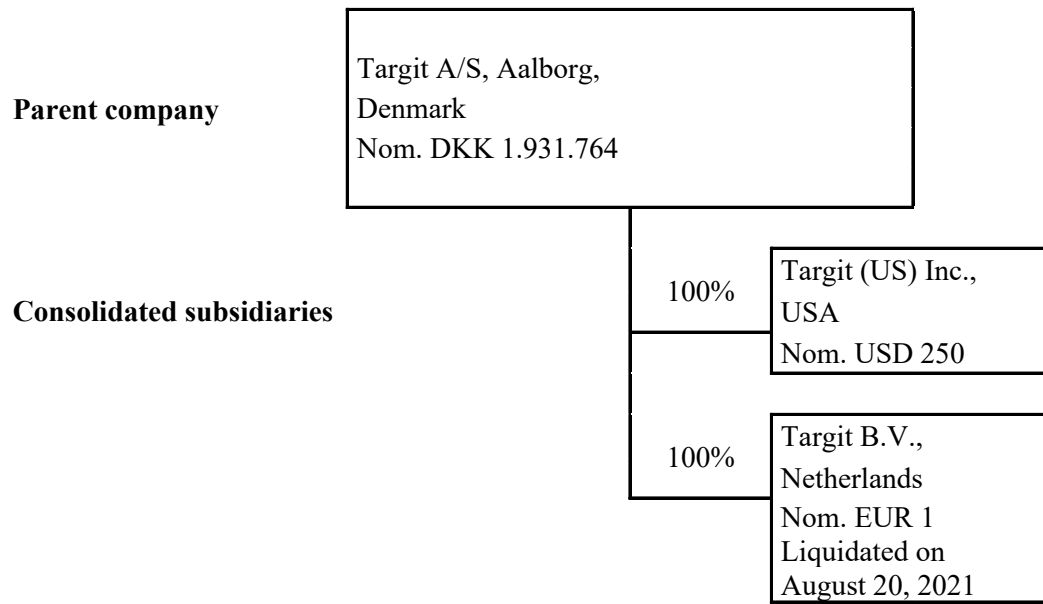 Targit A/S, Aalborg,
Denmark
Nom. DKK 1.931.764
Parent company
100%
Targit (US) Inc.,
USA
Nom. USD 250
Consolidated subsidiaries
100%
Targit B.V.,
Netherlands
Nom. EUR 1
Liquidated on
August 20, 2021